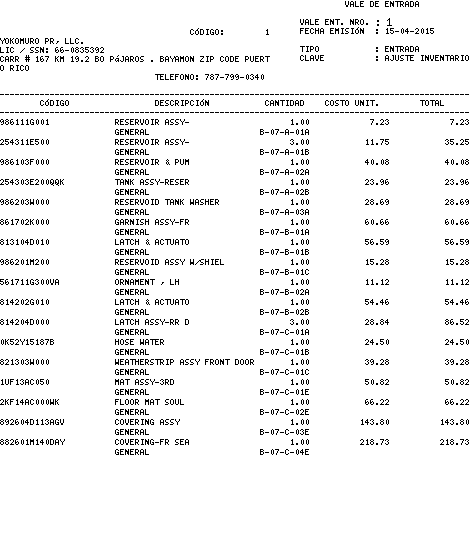 VALE DE ENTRADA
VALE ENT. NRO. : 1
CÓDIGO: 1 FECHA EMISIÓN : 15-04-2015
YOKOMURO PR, LLC.
LIC / SSN: 66-0835392 TIPO : ENTRADA
CARR # 167 KM 19.2 BO PáJAROS . BAYAMON ZIP CODE PUERT CLAVE : AJUSTE INVENTARIO
O RICO
TELEFONO: 787-799-0340
CÓDIGO DESCRIPCIÓN CANTIDAD COSTO UNIT. TOTAL
986111G001 RESERVOIR ASSY- 1.00 7.23 7.23
GENERAL B-07-A-01A
254311E500 RESERVOIR ASSY- 3.00 11.75 35.25
GENERAL B-07-A-01B
986103F000 RESERVOIR & PUM 1.00 40.08 40.08
GENERAL B-07-A-02A
254303E200QQK TANK ASSY-RESER 1.00 23.96 23.96
GENERAL B-07-A-02B
986203W000 RESERVOID TANK WASHER 1.00 28.69 28.69
GENERAL B-07-A-03A
861702K000 GARNISH ASSY-FR 1.00 60.66 60.66
GENERAL B-07-B-01A
813104D010 LATCH & ACTUATO 1.00 56.59 56.59
GENERAL B-07-B-01B
986201M200 RESERVOID ASSY W/SHIEL 1.00 15.28 15.28
GENERAL B-07-B-01C
561711G300VA ORNAMENT , LH 1.00 11.12 11.12
GENERAL B-07-B-02A
814202G010 LATCH & ACTUATO 1.00 54.46 54.46
GENERAL B-07-B-02B
814204D000 LATCH ASSY-RR D 3.00 28.84 86.52
GENERAL B-07-C-01A
0K52Y15187B HOSE WATER 1.00 24.50 24.50
GENERAL B-07-C-01B
821303W000 WEATHERSTRIP ASSY FRONT DOOR 1.00 39.28 39.28
GENERAL B-07-C-01C
1UF13AC050 MAT ASSY-3RD 1.00 50.82 50.82
GENERAL B-07-C-01E
2KF14AC000WK FLOOR MAT SOUL 1.00 66.22 66.22
GENERAL B-07-C-02E
892604D113AGV COVERING ASSY 1.00 143.80 143.80
GENERAL B-07-C-03E
882601M140DAY COVERING-FR SEA 1.00 218.73 218.73
GENERAL B-07-C-04E